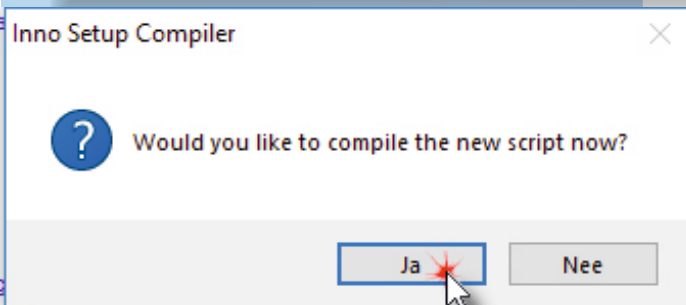 Inno Setup Compiler
Would you like to compile the new script now?
Ja
Nee